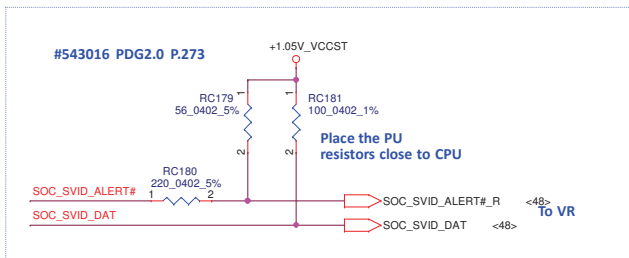 #543016 PDG2.0 P.273
+1.05V_VCCST
RC179
56_0402_5%
RC181
100_0402_1%
1
1
2
2
Place the PU
resistors close to CPU
RC180
220_0402_5%
SOC_SVID_ALERT#
1
2
SOC_SVID_ALERT#_R <48>
To VR
SOC_SVID_DAT
SOC_SVID_DAT <48>